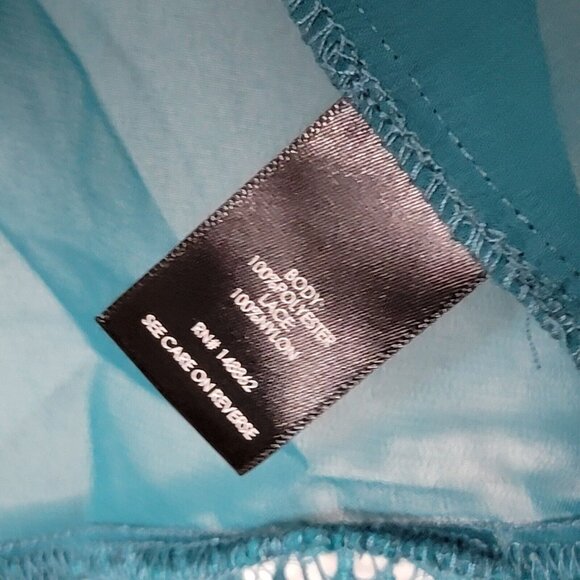 BODY
100%POLYESTER
LACE
100%NYLON
RN# 148862
SEE CARE ON REVERSE